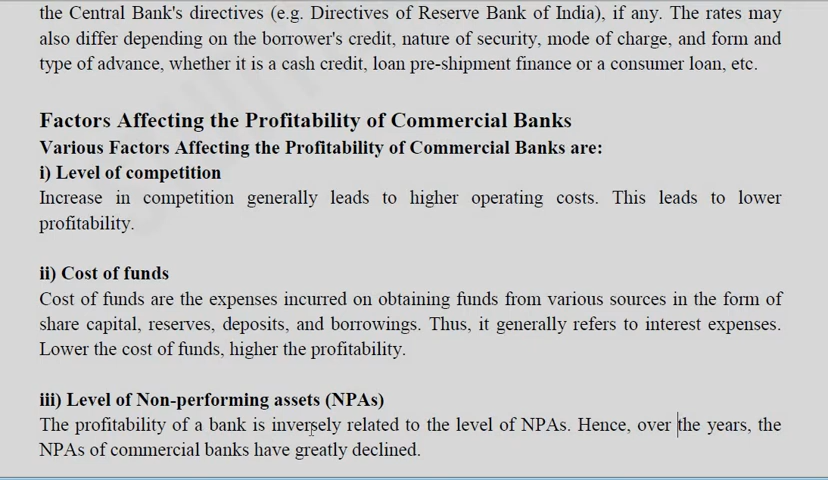 the Central Bank's directives (e.g. Directives of Reserve Bank of India), if any. The rates may
also differ depending on the borrower's credit, nature of security, mode of charge, and form and
type of advance, whether it is a cash credit, loan pre-shipment finance or a consumer loan, etc.
Factors Affecting the Profitability of Commercial Banks
Various Factors Affecting the Profitability of Commercial Banks are:
i) Level of competition
Increase in competition generally leads to higher operating costs. This leads to lower
profitability.
ii) Cost of funds
Cost of funds are the expenses incurred on obtaining funds from various sources in the form of
share capital, reserves, deposits, and borrowings. Thus, it generally refers to interest expenses.
Lower the cost of funds, higher the profitability.
iii) Level of Non-performing assets (NPAs)
The profitability of a bank is inversely related to the level of NPAs. Hence, over the years, the
NPAs of commercial banks have greatly declined.